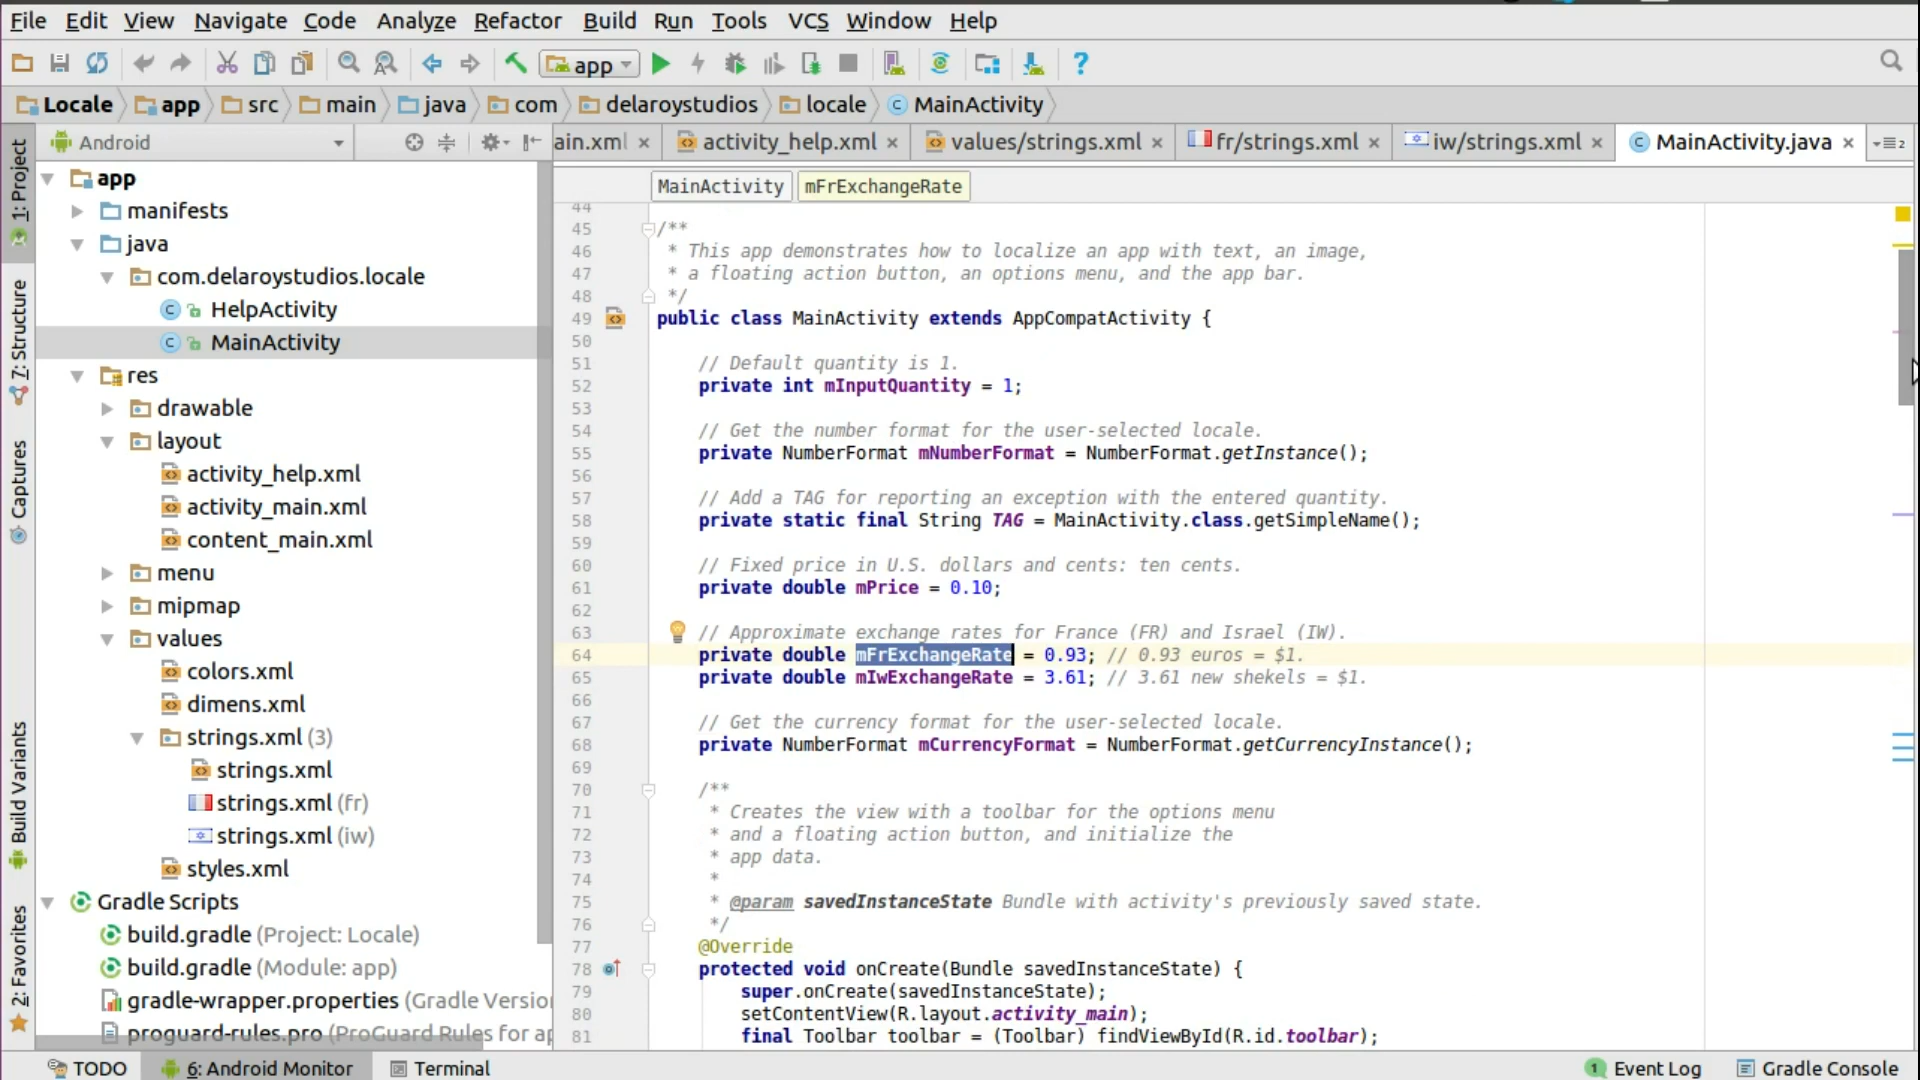 File Edit View Navigate Code Analyze Refactor Build Run Tools VCS Window Help
app
Locale app src main java com delaroystudios locale MainActivity
Android
ain.xml activity_help.xml values/strings.xml fr/strings.xml iw/strings.xml MainActivity.java
MainActivity mFrExchangeRate
1: Project
Z: Structure
Captures
Build Variants
2: Favorites
app
manifests
java
com.delaroystudios.locale
HelpActivity
MainActivity
res
drawable
layout
activity_help.xml
activity_main.xml
content_main.xml
menu
mipmap
values
colors.xml
dimens.xml
strings.xml (3)
strings.xml
strings.xml (fr)
strings.xml (iw)
styles.xml
Gradle Scripts
build.gradle (Project: Locale)
build.gradle (Module: app)
gradle-wrapper.properties (Gradle Version
proguard-rules.pro (ProGuard Rules for ap
44
45 /**
46 * This app demonstrates how to localize an app with text, an image,
47 * a floating action button, an options menu, and the app bar.
48 */
49 public class MainActivity extends AppCompatActivity {
50
51 // Default quantity is 1.
52 private int mInputQuantity = 1;
53
54 // Get the number format for the user-selected locale.
55 private NumberFormat mNumberFormat = NumberFormat.getInstance();
56
57 // Add a TAG for reporting an exception with the entered quantity.
58 private static final String TAG = MainActivity.class.getSimpleName();
59
60 // Fixed price in U.S. dollars and cents: ten cents.
61 private double mPrice = 0.10;
62
63 // Approximate exchange rates for France (FR) and Israel (IW).
64 private double mFrExchangeRate = 0.93; // 0.93 euros = $1.
65 private double mIwExchangeRate = 3.61; // 3.61 new shekels = $1.
66
67 // Get the currency format for the user-selected locale.
68 private NumberFormat mCurrencyFormat = NumberFormat.getCurrencyInstance();
69
70 /**
71 * Creates the view with a toolbar for the options menu
72 * and a floating action button, and initialize the
73 * app data.
74 *
75 * @param savedInstanceState Bundle with activity's previously saved state.
76 */
77 @Override
78 protected void onCreate(Bundle savedInstanceState) {
79 super.onCreate(savedInstanceState);
80 setContentView(R.layout.activity_main);
81 final Toolbar toolbar = (Toolbar) findViewById(R.id.toolbar);
TODO 6: Android Monitor Terminal 1 Event Log Gradle Console